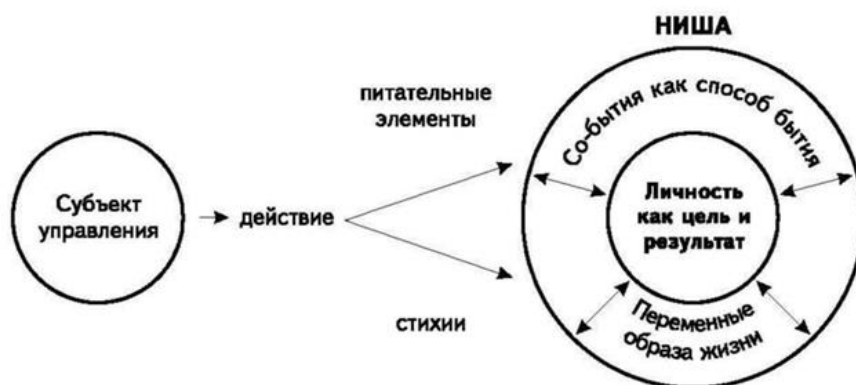 НИША
питательные
элементы
Со-бытия как способ бытия
Субъект
управления
действие
Личность
как цель и
результат
стихии
Переменные
образа жизни